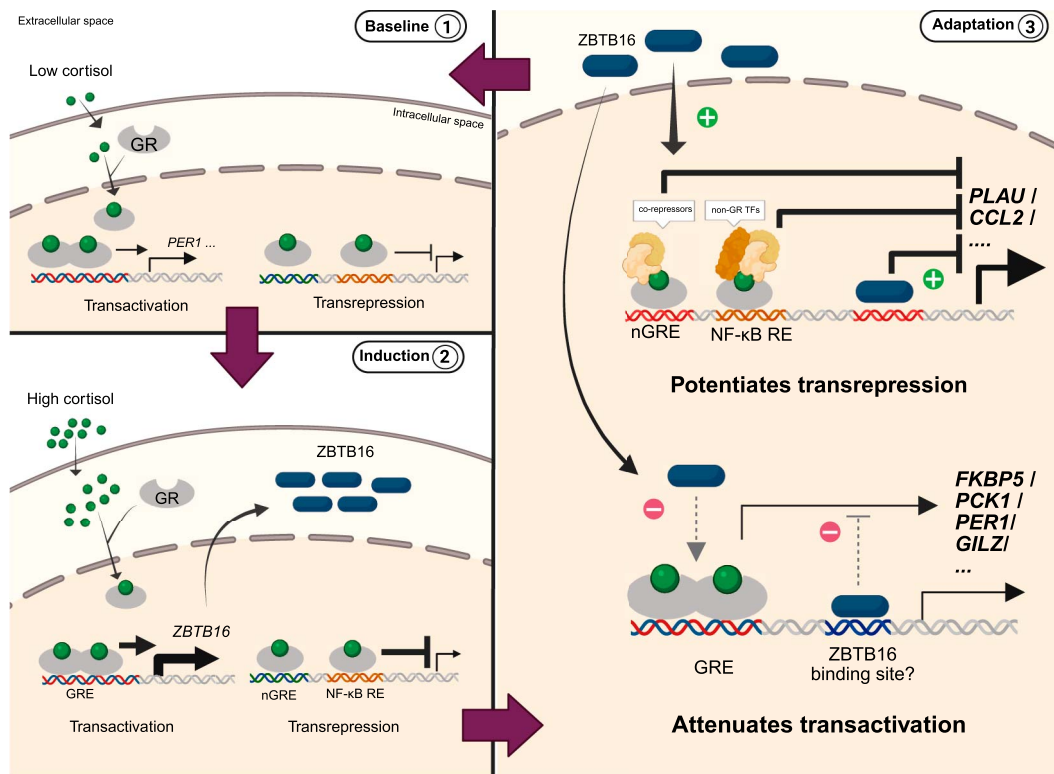 Extracellular space
Baseline 1
Low cortisol
Intracellular space
GR
PER1 ...
Transactivation
Transrepression
Induction 2
High cortisol
ZBTB16
GR
ZBTB16
GRE
nGRE
NF-κB RE
Transactivation
Transrepression
Adaptation 3
ZBTB16
+
co-repressors
non-GR TFs
PLAU /
CCL2 /
....
+
nGRE
NF-κB RE
Potentiates transrepression
FKBP5 /
PCK1 /
PER1/
GILZ/
...
−
−
GRE
ZBTB16
binding site?
Attenuates transactivation